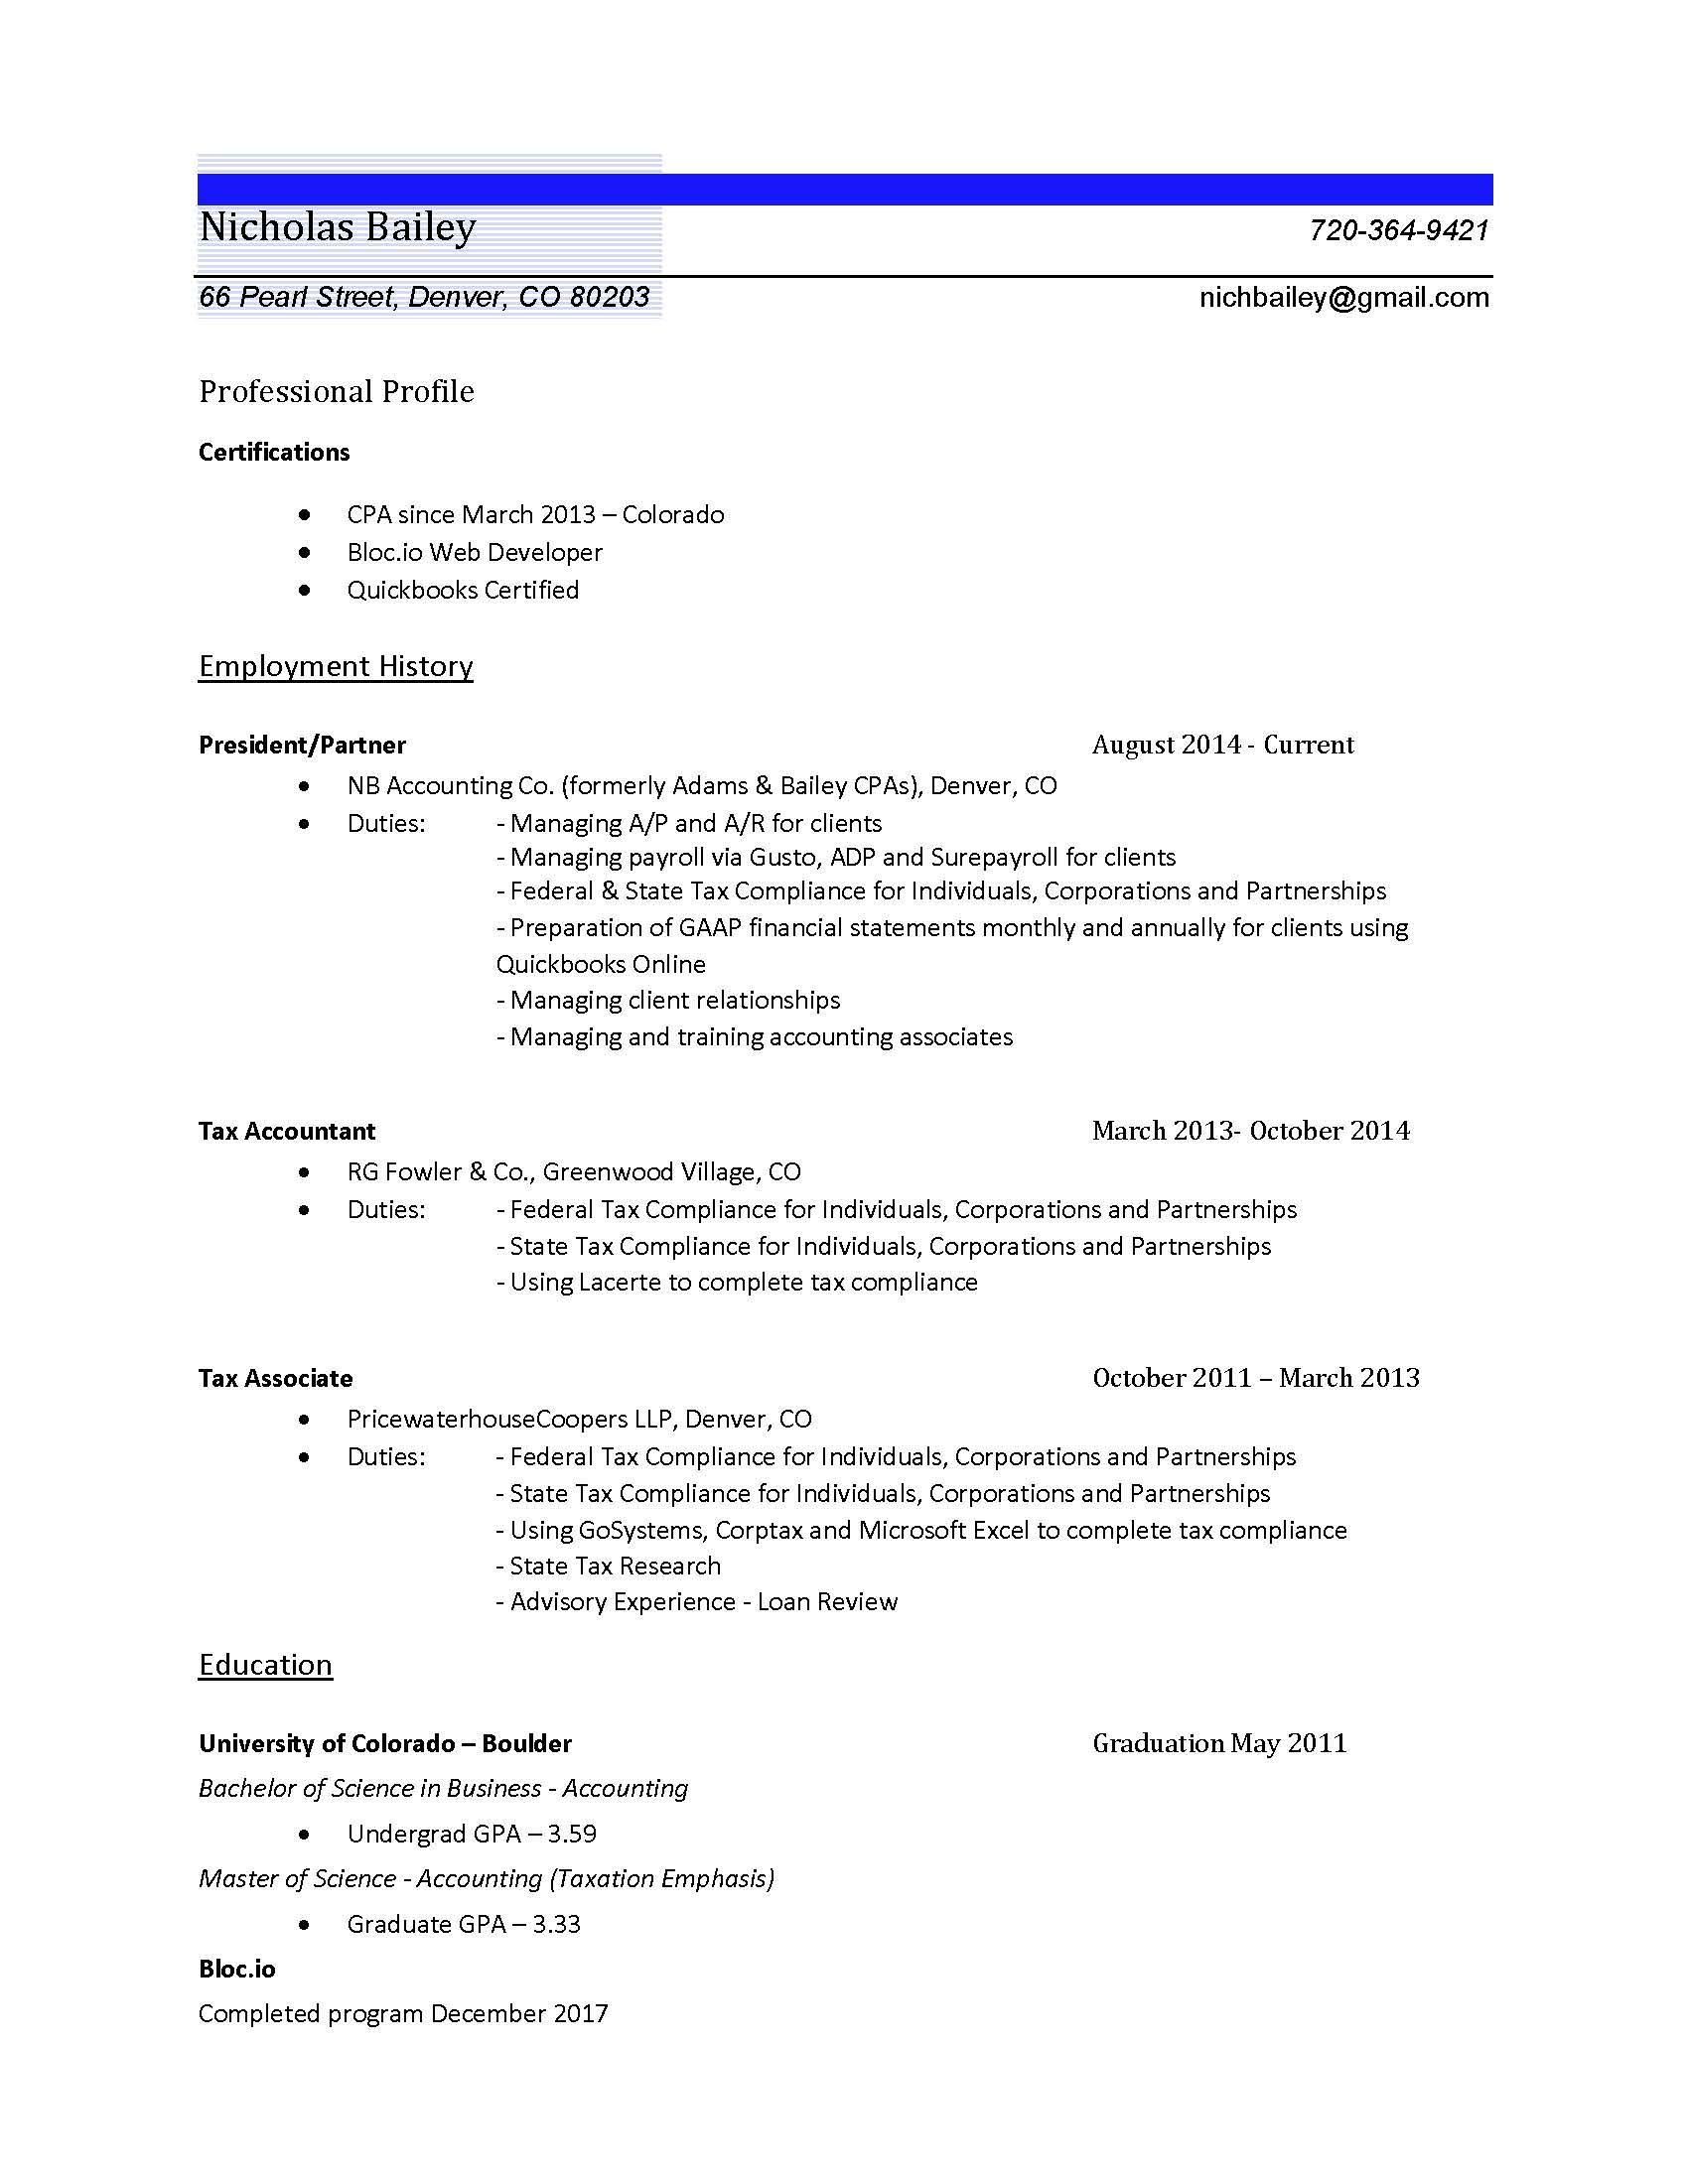 Nicholas Bailey 720-364-9421
66 Pearl Street, Denver, CO 80203 nichbailey@gmail.com
Professional Profile
Certifications
• CPA since March 2013 – Colorado
• Bloc.io Web Developer
• Quickbooks Certified
Employment History
President/Partner August 2014 - Current
• NB Accounting Co. (formerly Adams & Bailey CPAs), Denver, CO
• Duties: - Managing A/P and A/R for clients
- Managing payroll via Gusto, ADP and Surepayroll for clients
- Federal & State Tax Compliance for Individuals, Corporations and Partnerships
- Preparation of GAAP financial statements monthly and annually for clients using
Quickbooks Online
- Managing client relationships
- Managing and training accounting associates
Tax Accountant March 2013- October 2014
• RG Fowler & Co., Greenwood Village, CO
• Duties: - Federal Tax Compliance for Individuals, Corporations and Partnerships
- State Tax Compliance for Individuals, Corporations and Partnerships
- Using Lacerte to complete tax compliance
Tax Associate October 2011 – March 2013
• PricewaterhouseCoopers LLP, Denver, CO
• Duties: - Federal Tax Compliance for Individuals, Corporations and Partnerships
- State Tax Compliance for Individuals, Corporations and Partnerships
- Using GoSystems, Corptax and Microsoft Excel to complete tax compliance
- State Tax Research
- Advisory Experience - Loan Review
Education
University of Colorado – Boulder Graduation May 2011
Bachelor of Science in Business - Accounting
• Undergrad GPA – 3.59
Master of Science - Accounting (Taxation Emphasis)
• Graduate GPA – 3.33
Bloc.io
Completed program December 2017